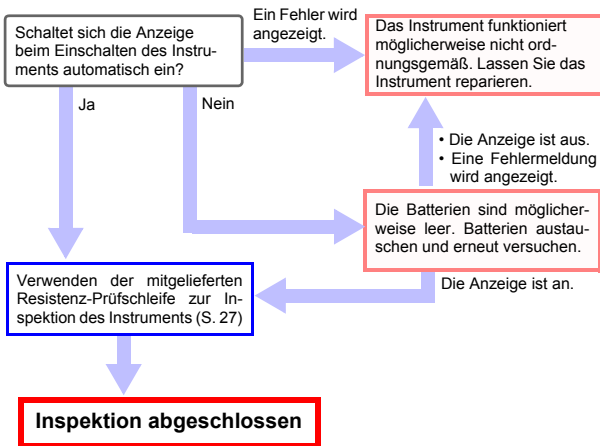 Schaltet sich die Anzeige
beim Einschalten des Instru-
ments automatisch ein?
Ein Fehler wird
angezeigt.
Das Instrument funktioniert
möglicherweise nicht ord-
nungsgemäß. Lassen Sie das
Instrument reparieren.
Ja
Nein
• Die Anzeige ist aus.
• Eine Fehlermeldung
wird angezeigt.
Die Batterien sind möglicher-
weise leer. Batterien austau-
schen und erneut versuchen.
Die Anzeige ist an.
Verwenden der mitgelieferten
Resistenz-Prüfschleife zur In-
spektion des Instruments (S. 27)
Inspektion abgeschlossen